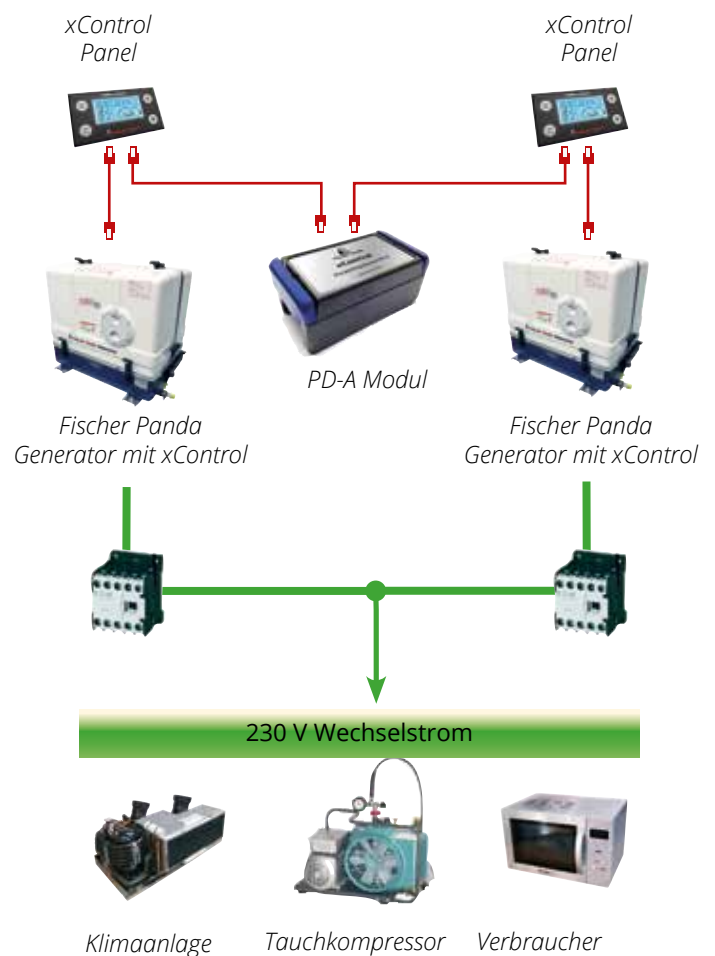 xControl
Panel
xControl
Panel
xControl
PD-A Modul
Fischer Panda
Generator mit xControl
Fischer Panda
Generator mit xControl
230 V Wechselstrom
Klimaanlage
Tauchkompressor
Verbraucher